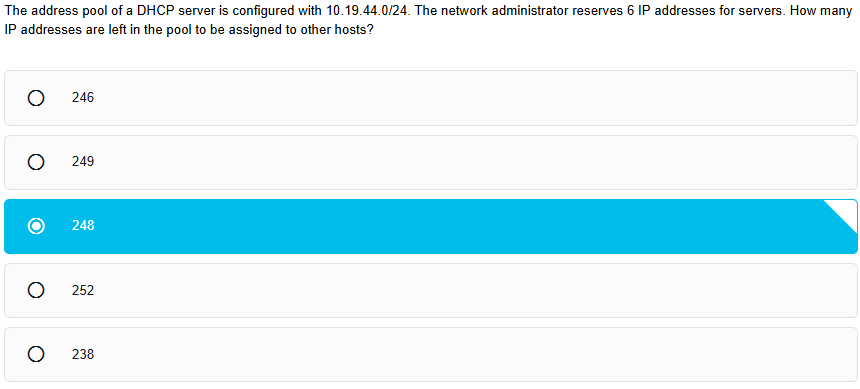 The address pool of a DHCP server is configured with 10.19.44.0/24. The network administrator reserves 6 IP addresses for servers. How many
IP addresses are left in the pool to be assigned to other hosts?
246
249
248
252
238